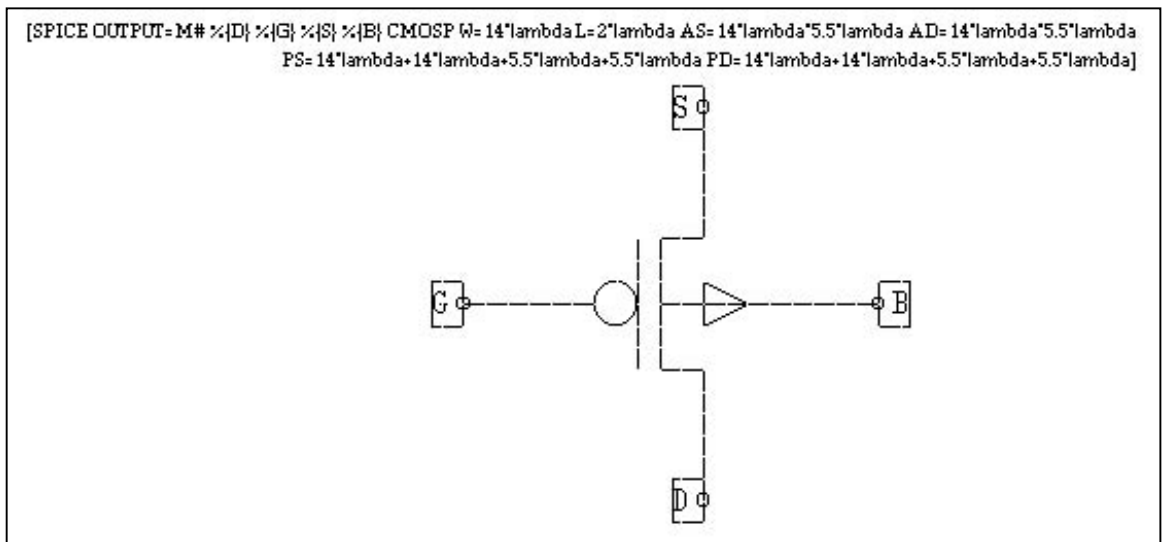 [SPICE OUTPUT= M# %{D} %{G} %{S} %{B} CMOSP W= 14*lambda L= 2*lambda AS= 14*lambda*5.5*lambda AD= 14*lambda*5.5*lambda
PS= 14*lambda+14*lambda+5.5*lambda+5.5*lambda PD= 14*lambda+14*lambda+5.5*lambda+5.5*lambda]
S
G
B
D